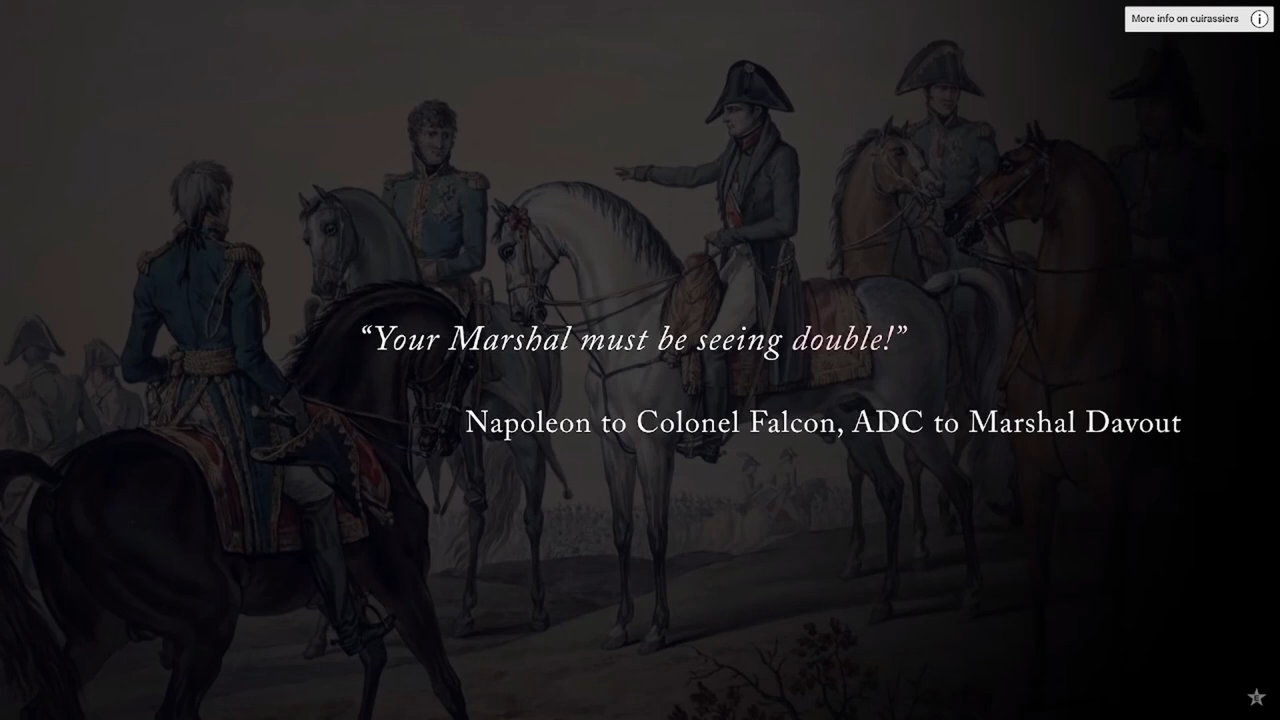 More info on cuirassiers
“Your Marshal must be seeing double!”
Napoleon to Colonel Falcon, ADC to Marshal Davout